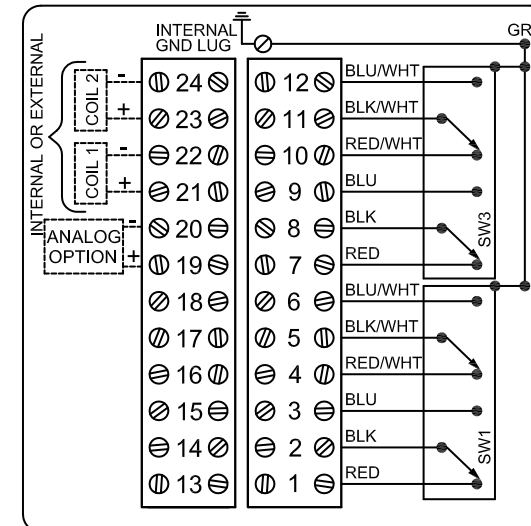 INTERNAL
GND LUG
GR
INTERNAL OR EXTERNAL
COIL 2
-
+
COIL 1
-
+
ANALOG
OPTION
-
+
24
23
22
21
20
19
18
17
16
15
14
13
12 BLU/WHT
11 BLK/WHT
10 RED/WHT
9 BLU
8 BLK
7 RED
SW3
6 BLU/WHT
5 BLK/WHT
4 RED/WHT
3 BLU
2 BLK
1 RED
SW1